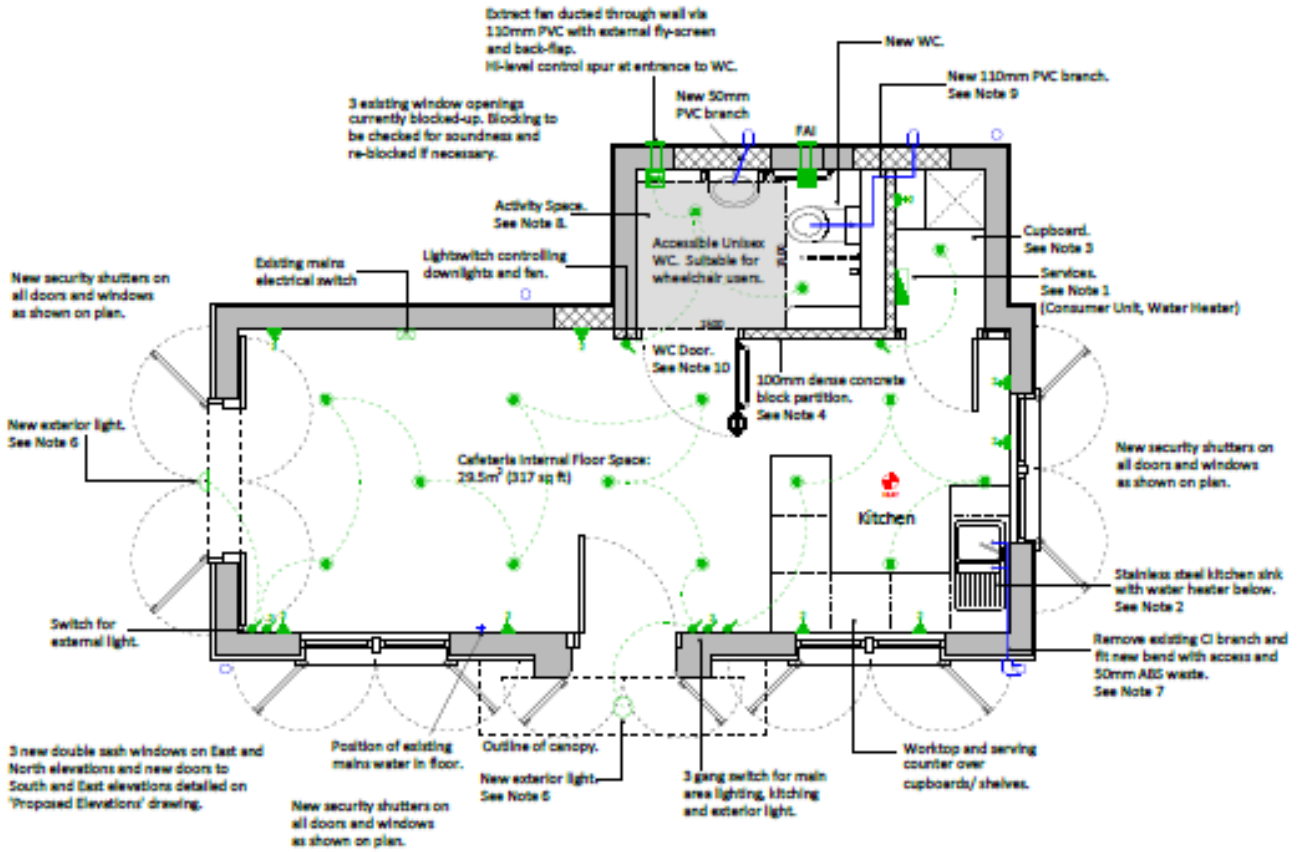 Extract fan ducted through wall via
110mm PVC with external fly-screen
and back-flap.
Hi-level control spur at entrance to WC.
New WC.
New 110mm PVC branch.
See Note 9
3 existing window openings
currently blocked-up. Blocking to
be checked for soundness and
re-blocked if necessary.
New 50mm
PVC branch
FAI
Activity Space.
See Note 8.
Accessible Unisex
WC. Suitable for
wheelchair users.
Cupboard.
See Note 3
Lightswitch controlling
downlights and fan.
Existing mains
electrical switch
New security shutters on
all doors and windows
as shown on plan.
Services.
See Note 1
(Consumer Unit, Water Heater)
WC Door.
See Note 10
100mm dense concrete
block partition.
See Note 4
New exterior light.
See Note 6
Cafeteria Internal Floor Space:
29.5m² (317 sq ft)
New security shutters on
all doors and windows
as shown on plan.
Kitchen
Stainless steel kitchen sink
with water heater below.
See Note 2
Switch for
external light.
Remove existing CI branch and
fit new bend with access and
50mm ABS waste.
See Note 7
3 new double sash windows on East and
North elevations and new doors to
South and East elevations detailed on
'Proposed Elevations' drawing.
Position of existing
mains water in floor.
Outline of canopy.
New exterior light.
See Note 6
3 gang switch for main
area lighting, kitching
and exterior light.
Worktop and serving
counter over
cupboards/ shelves.
New security shutters on
all doors and windows
as shown on plan.